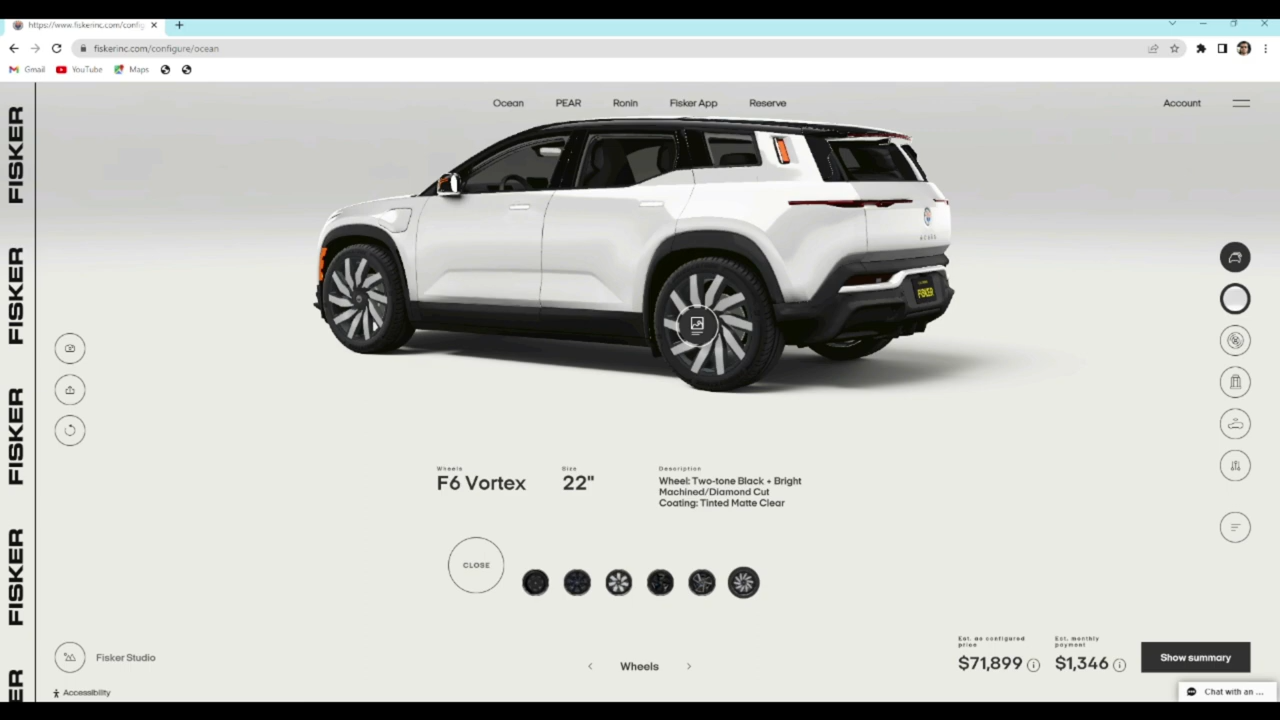 https://www.fiskerinc.com/config
fiskerinc.com/configure/ocean
Gmail
YouTube
Maps
Ocean
PEAR
Ronin
Fisker App
Reserve
Account
FISKER
FISKER
FISKER
FISKER
ER
FISKER
Wheels
F6 Vortex
Size
22"
Description
Wheel: Two-tone Black + Bright
Machined/Diamond Cut
Coating: Tinted Matte Clear
CLOSE
Fisker Studio
Accessibility
Wheels
Est. as configured
price
$71,899
Est. monthly
payment
$1,346
Show summary
Chat with an ...